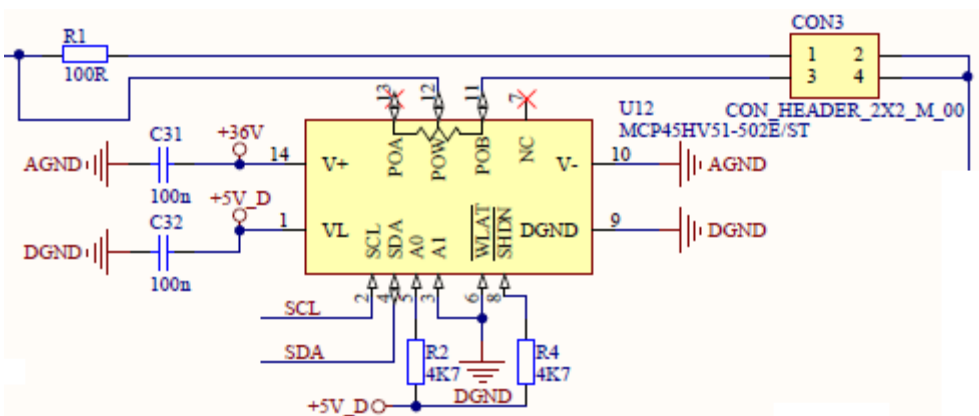 CON3
R1
100R
1 2
3 4
CON_HEADER_2X2_M_00
13
12
11
7
U12
MCP45HV51-502E/ST
C31
+36V
AGND
100n
14
V+
POA
POW
POB
NC
V-
10
AGND
+5V_D
C32
DGND
100n
1
VL
SCL
SDA
A0
A1
WLAT
SHDN
DGND
9
DGND
2
4
5
3
6
8
SCL
SDA
R2
4K7
R4
4K7
DGND
+5V_D